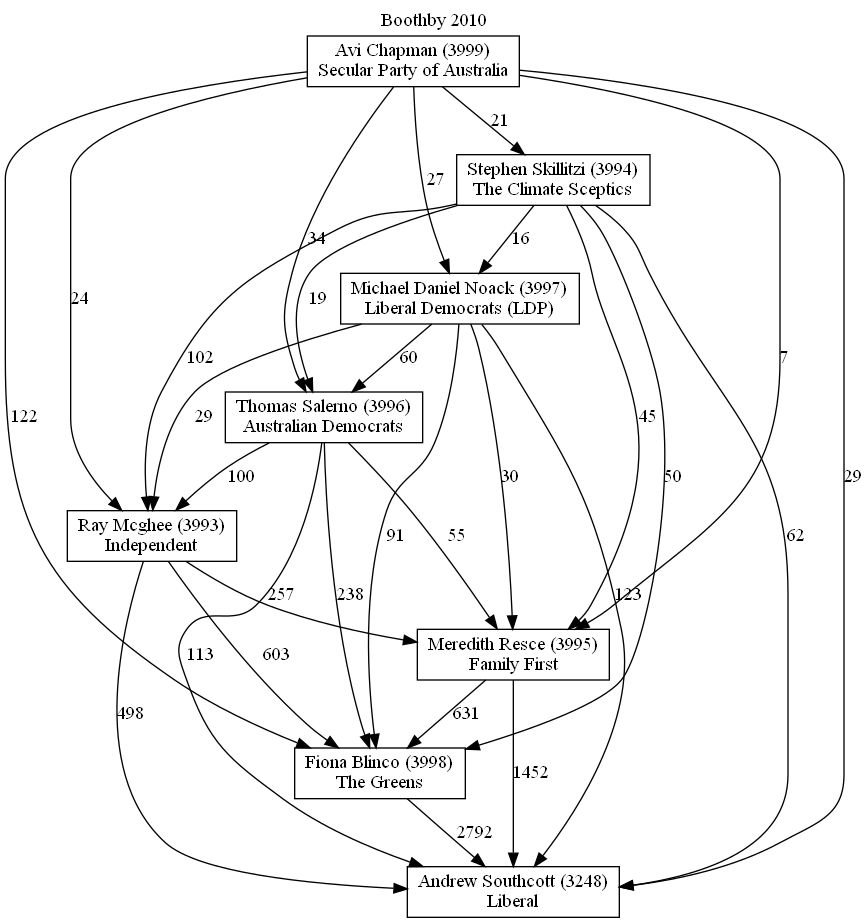 Boothby 2010
Avi Chapman (3999)
Secular Party of Australia
21
Stephen Skillitzi (3994)
The Climate Sceptics
27
34
16
24
19
Michael Daniel Noack (3997)
Liberal Democrats (LDP)
102
60
7
29
Thomas Salerno (3996)
Australian Democrats
122
45
100
91
55
30
50
29
Ray Mcghee (3993)
Independent
62
257
238
123
113
603
Meredith Resce (3995)
Family First
498
631
Fiona Blinco (3998)
The Greens
1452
2792
Andrew Southcott (3248)
Liberal